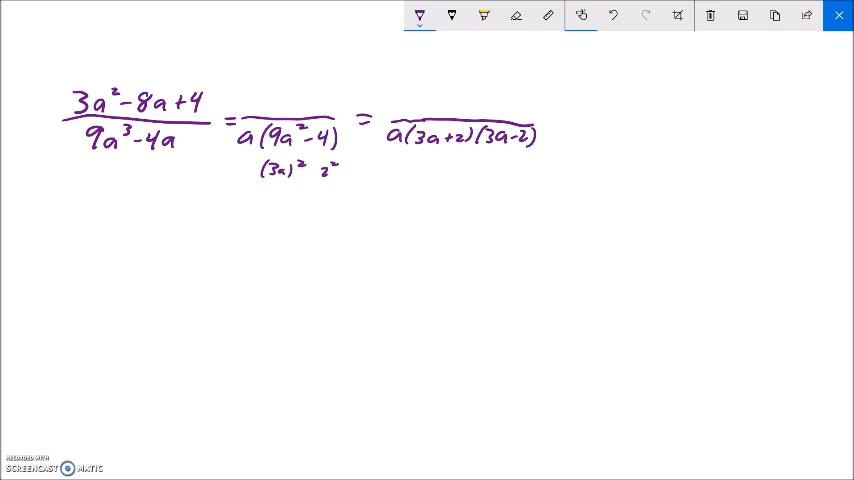 3a² - 8a + 4
9a³ - 4a
=
a(9a² - 4)
=
a(3a+2)(3a-2)
(3a)² 2²
RECORDED WITH
SCREENCAST MATIC